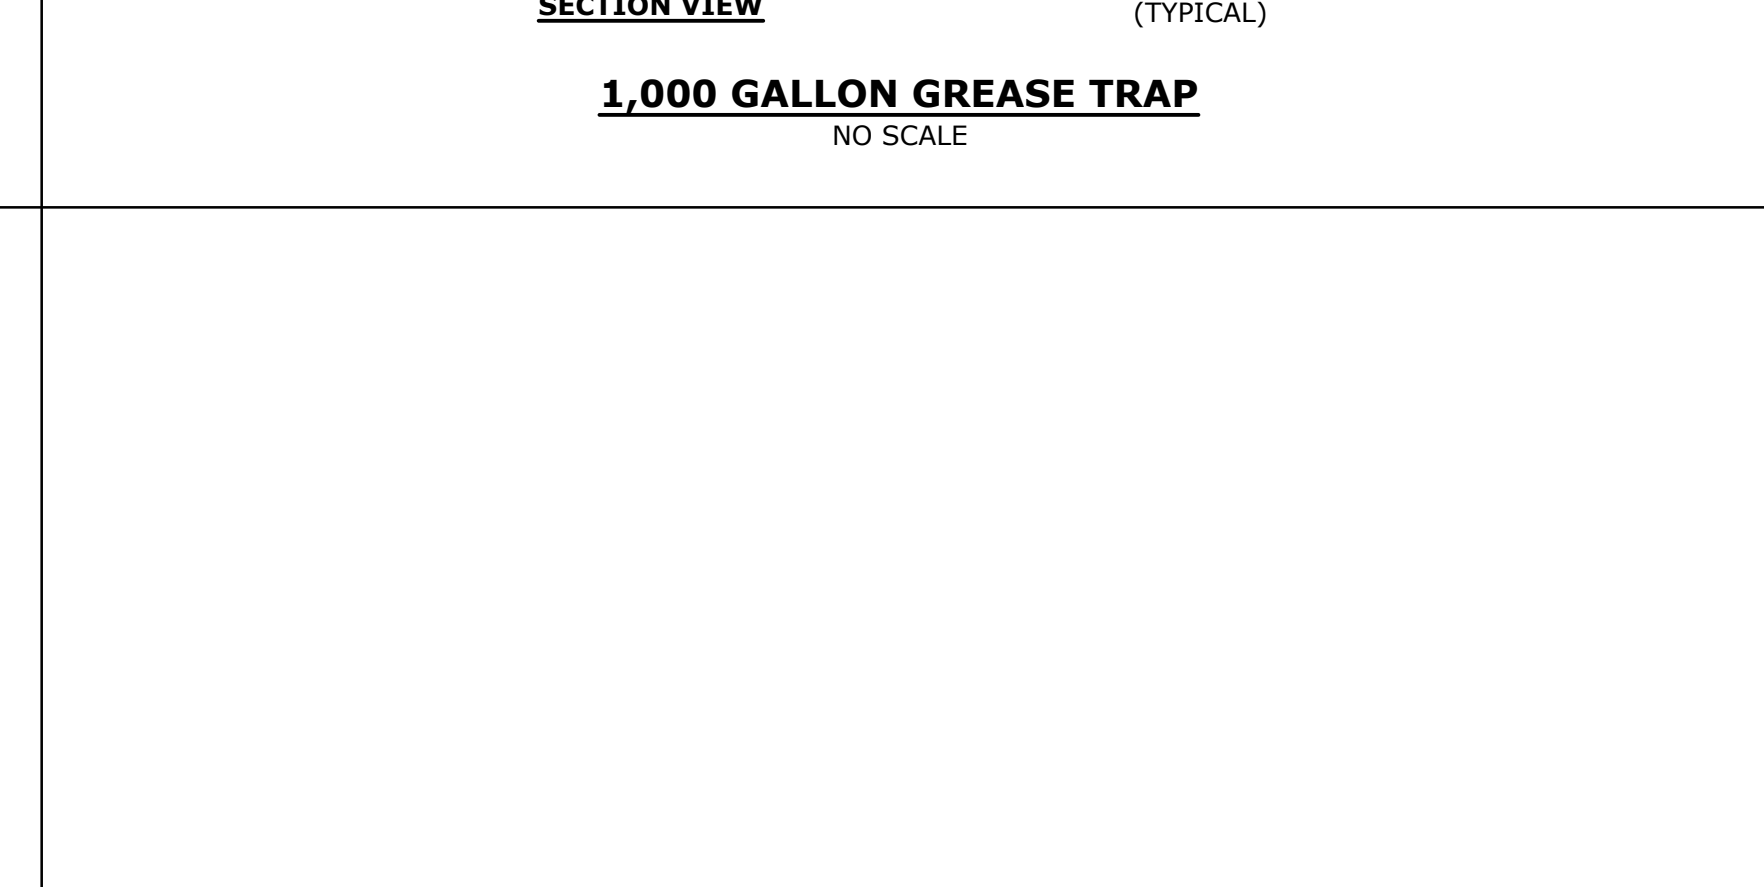 SECTION VIEW
(TYPICAL)
1,000 GALLON GREASE TRAP
NO SCALE